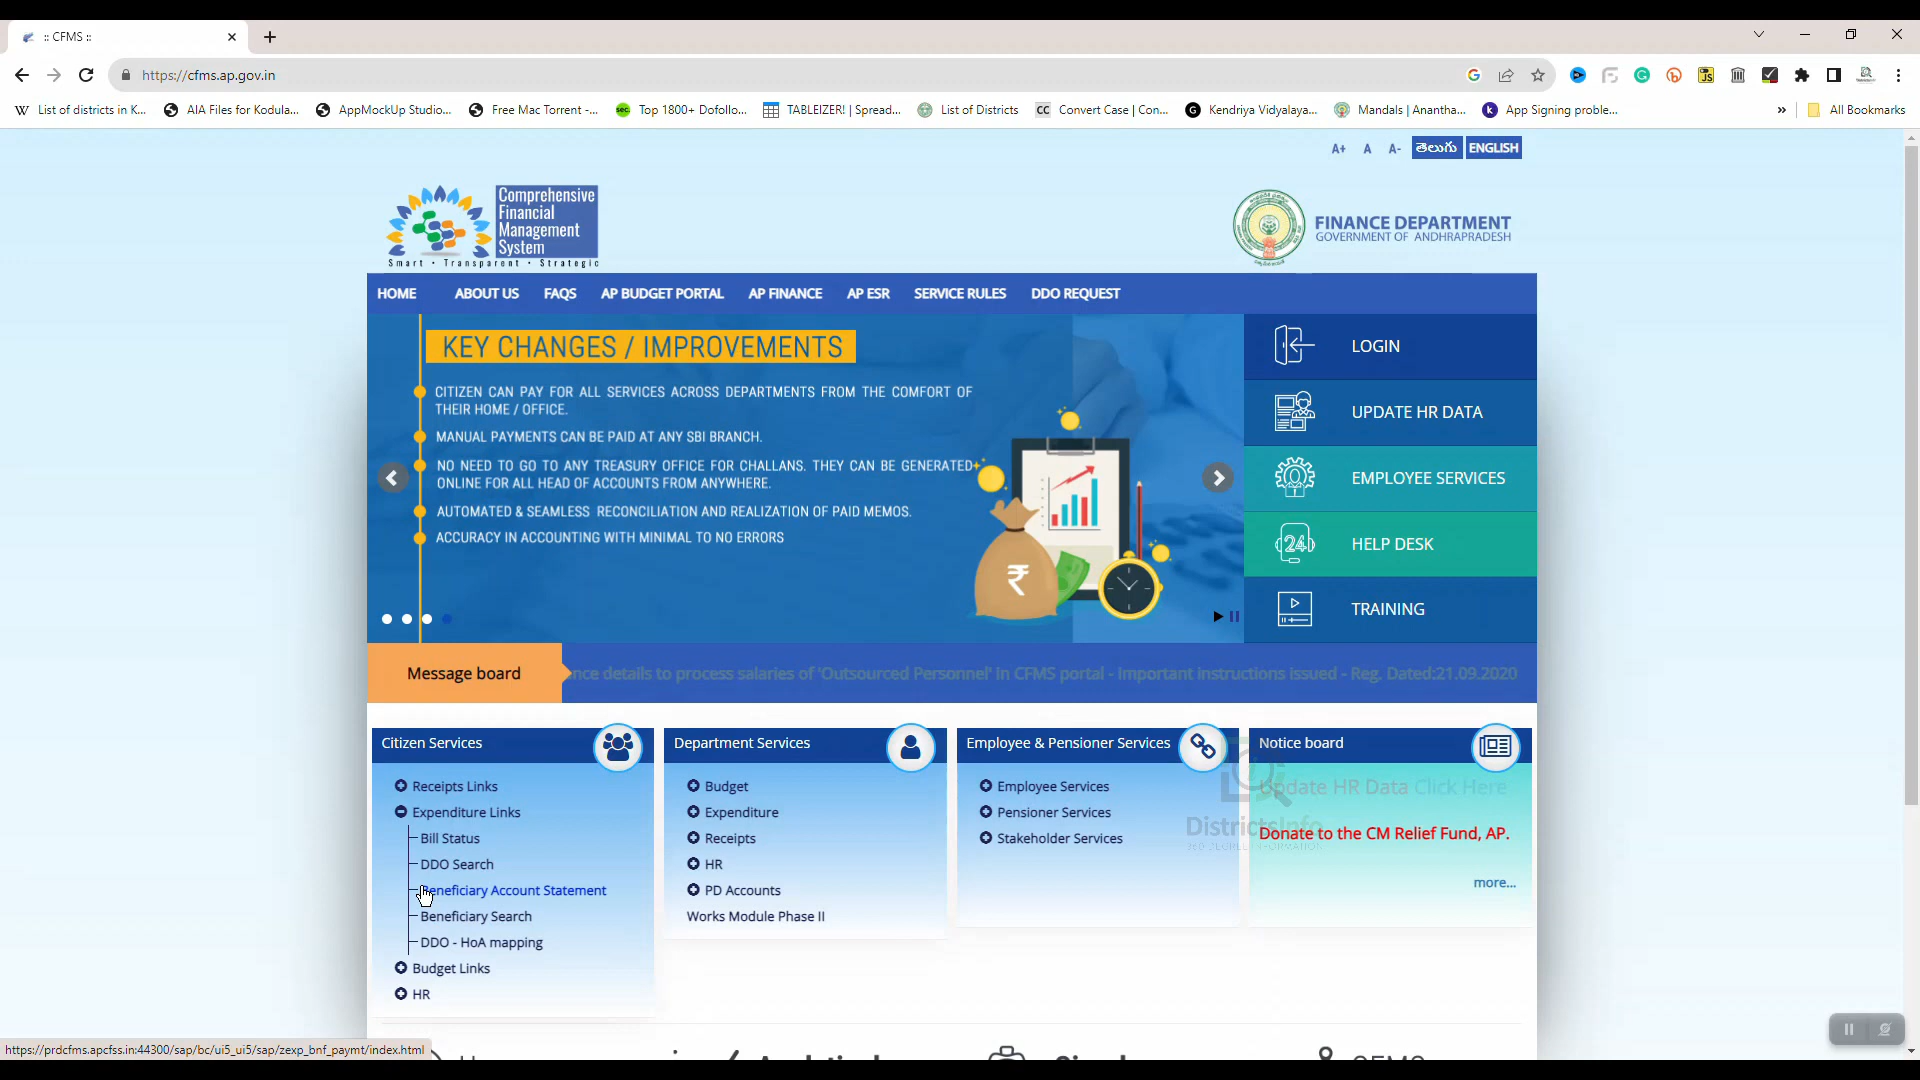 :: CFMS ::
https://cfms.ap.gov.in
W List of districts in K...
AIA Files for Kodula...
AppMockUp Studio...
Free Mac Torrent -...
Top 1800+ Dofollo...
TABLEIZER! | Spread...
List of Districts
CC Convert Case | Con...
G Kendriya Vidyalaya...
Mandals | Anantha...
k App Signing proble...
»
All Bookmarks
A+ A A- తెలుగు ENGLISH
Comprehensive
Financial
Management
System
Smart • Transparent • Strategic
FINANCE DEPARTMENT
GOVERNMENT OF ANDHRAPRADESH
HOME ABOUT US FAQS AP BUDGET PORTAL AP FINANCE AP ESR SERVICE RULES DDO REQUEST
KEY CHANGES / IMPROVEMENTS
CITIZEN CAN PAY FOR ALL SERVICES ACROSS DEPARTMENTS FROM THE COMFORT OF
THEIR HOME / OFFICE.
MANUAL PAYMENTS CAN BE PAID AT ANY SBI BRANCH.
NO NEED TO GO TO ANY TREASURY OFFICE FOR CHALLANS. THEY CAN BE GENERATED
ONLINE FOR ALL HEAD OF ACCOUNTS FROM ANYWHERE.
AUTOMATED & SEAMLESS RECONCILIATION AND REALIZATION OF PAID MEMOS.
ACCURACY IN ACCOUNTING WITH MINIMAL TO NO ERRORS
₹
LOGIN
UPDATE HR DATA
EMPLOYEE SERVICES
24
HELP DESK
TRAINING
Message board
nce details to process salaries of 'Outsourced Personnel' in CFMS portal - Important instructions issued - Reg. Dated:21.09.2020
Citizen Services
Receipts Links
Expenditure Links
Bill Status
DDO Search
Beneficiary Account Statement
Beneficiary Search
DDO - HoA mapping
Budget Links
HR
Department Services
Budget
Expenditure
Receipts
HR
PD Accounts
Works Module Phase II
Employee & Pensioner Services
Employee Services
Pensioner Services
Stakeholder Services
Notice board
Update HR Data Click Here
Donate to the CM Relief Fund, AP.
more...
DistrictsInfo
https://prdcfms.apcfss.in:44300/sap/bc/ui5_ui5/sap/zexp_bnf_paymt/index.html